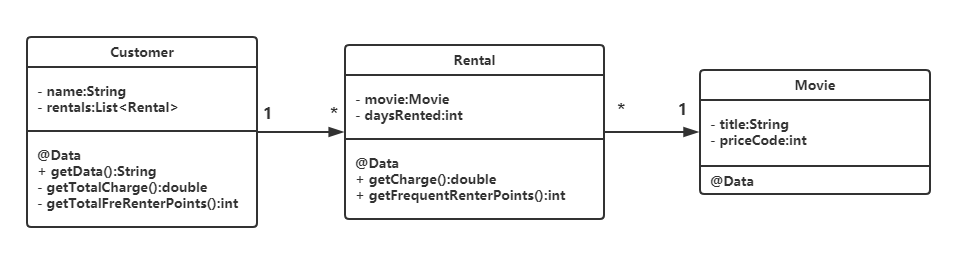 Customer
- name:String
- rentals:List<Rental>
@Data
+ getData():String
- getTotalCharge():double
- getTotalFreRenterPoints():int
1
*
Rental
- movie:Movie
- daysRented:int
@Data
+ getCharge():double
+ getFrequentRenterPoints():int
*
1
Movie
- title:String
- priceCode:int
@Data